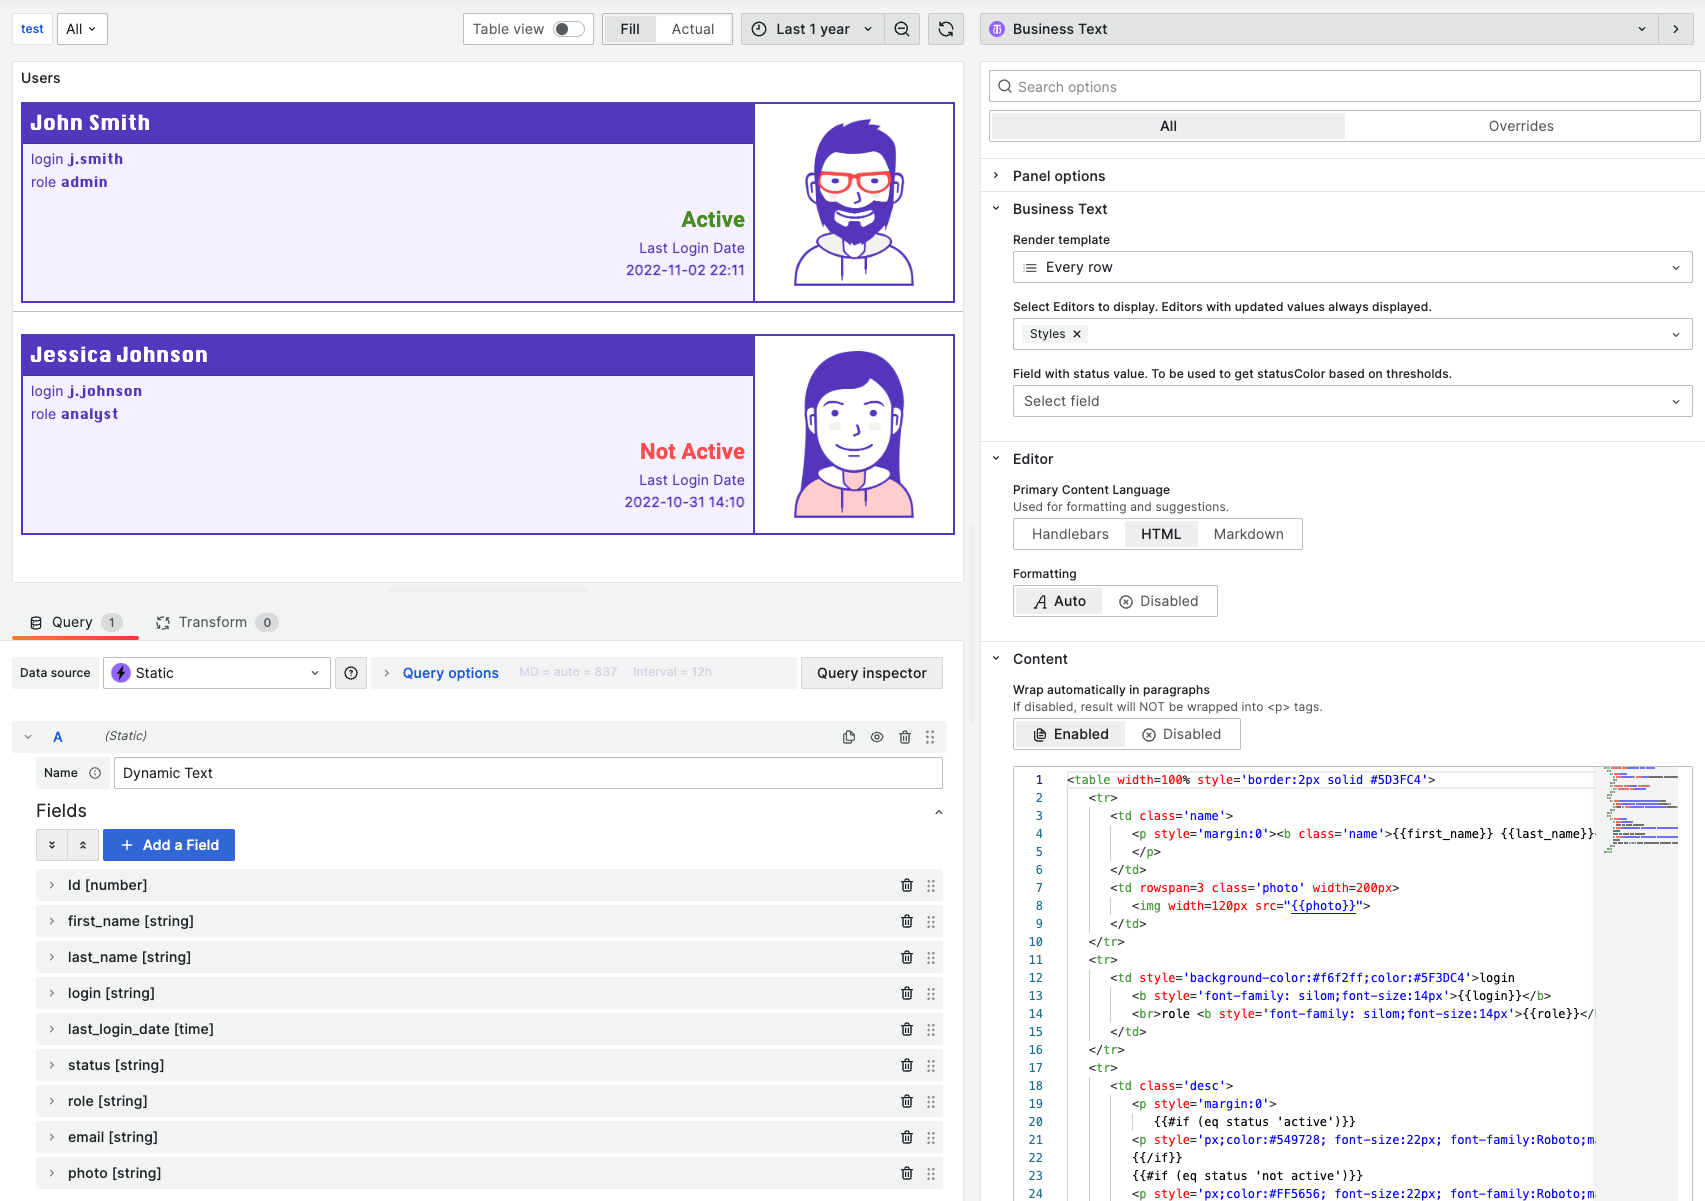 test
All
Table view
Fill
Actual
Last 1 year
Business Text
Users
John Smith
login j.smith
role admin
Active
Last Login Date
2022-11-02 22:11
Jessica Johnson
login j.johnson
role analyst
Not Active
Last Login Date
2022-10-31 14:10
Query 1
Transform 0
Data source
Static
Query options
MD = auto = 837
Interval = 12h
Query inspector
A
(Static)
Name
Dynamic Text
Fields
Add a Field
Id [number]
first_name [string]
last_name [string]
login [string]
last_login_date [time]
status [string]
role [string]
email [string]
photo [string]
Search options
All
Overrides
Panel options
Business Text
Render template
Every row
Select Editors to display. Editors with updated values always displayed.
Styles
Field with status value. To be used to get statusColor based on thresholds.
Select field
Editor
Primary Content Language
Used for formatting and suggestions.
Handlebars
HTML
Markdown
Formatting
Auto
Disabled
Content
Wrap automatically in paragraphs
If disabled, result will NOT be wrapped into <p> tags.
Enabled
Disabled
1 <table width=100% style='border:2px solid #5D3FC4'>
2 <tr>
3 <td class='name'>
4 <p style='margin:0'><b class='name'>{{first_name}} {{last_name}}
5 </p>
6 </td>
7 <td rowspan=3 class='photo' width=200px>
8 <img width=120px src="{{photo}}">
9 </td>
10 </tr>
11 <tr>
12 <td style='background-color:#f6f2ff;color:#5F3DC4'>login
13 <b style='font-family: silom;font-size:14px'>{{login}}</b>
14 <br>role <b style='font-family: silom;font-size:14px'>{{role}}</
15 </td>
16 </tr>
17 <tr>
18 <td class='desc'>
19 <p style='margin:0'>
20 {{#if (eq status 'active')}}
21 <p style='px;color:#549728; font-size:22px; font-family:Roboto;m
22 {{/if}}
23 {{#if (eq status 'not active')}}
24 <p style='px;color:#FF5656; font-size:22px; font-family:Roboto;m